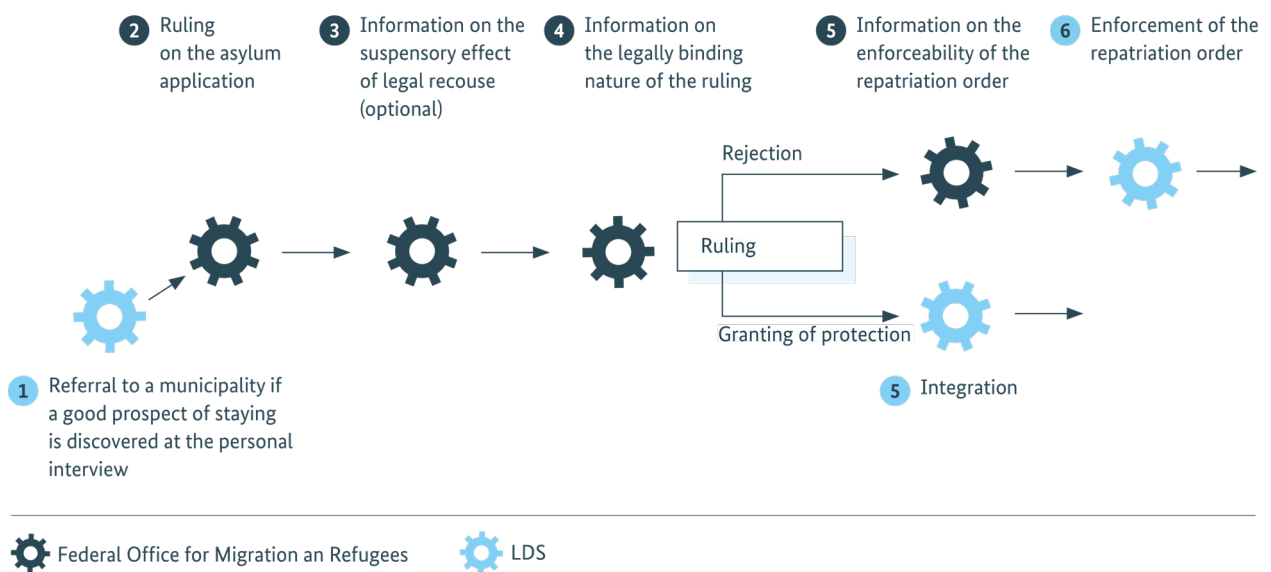 2 Ruling
on the asylum
application
3 Information on the
suspensory effect
of legal recouse
(optional)
4 Information on
the legally binding
nature of the ruling
5 Information on the
enforceability of the
repatriation order
6 Enforcement of the
repatriation order
Rejection
Ruling
Granting of protection
1 Referral to a municipality if
a good prospect of staying
is discovered at the personal
interview
5 Integration
Federal Office for Migration an Refugees
LDS